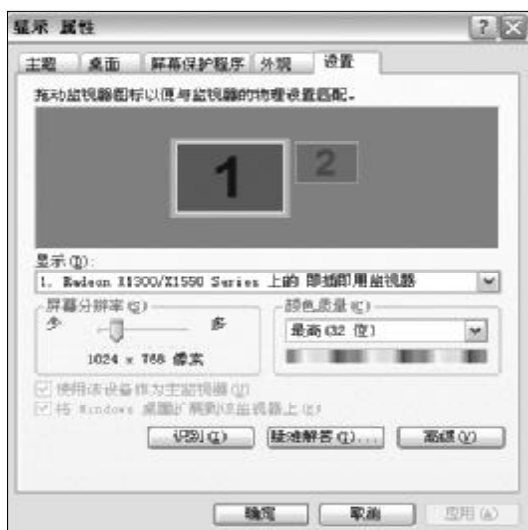 显示 属性
主题 桌面 屏幕保护程序 外观 设置
拖动监视器图标以便与监视器的物理设置匹配。
1 2
显示(D):
1. Radeon X1300/X1550 Series 上的 即插即用监视器
屏幕分辨率(S) 颜色质量(C)
少 多 最高(32 位)
1024 x 768 像素
使用该设备作为主监视器(U)
将 Windows 桌面扩展到该监视器上(E)
识别(I) 疑难解答(T)... 高级(V)
确定 取消 应用(A)